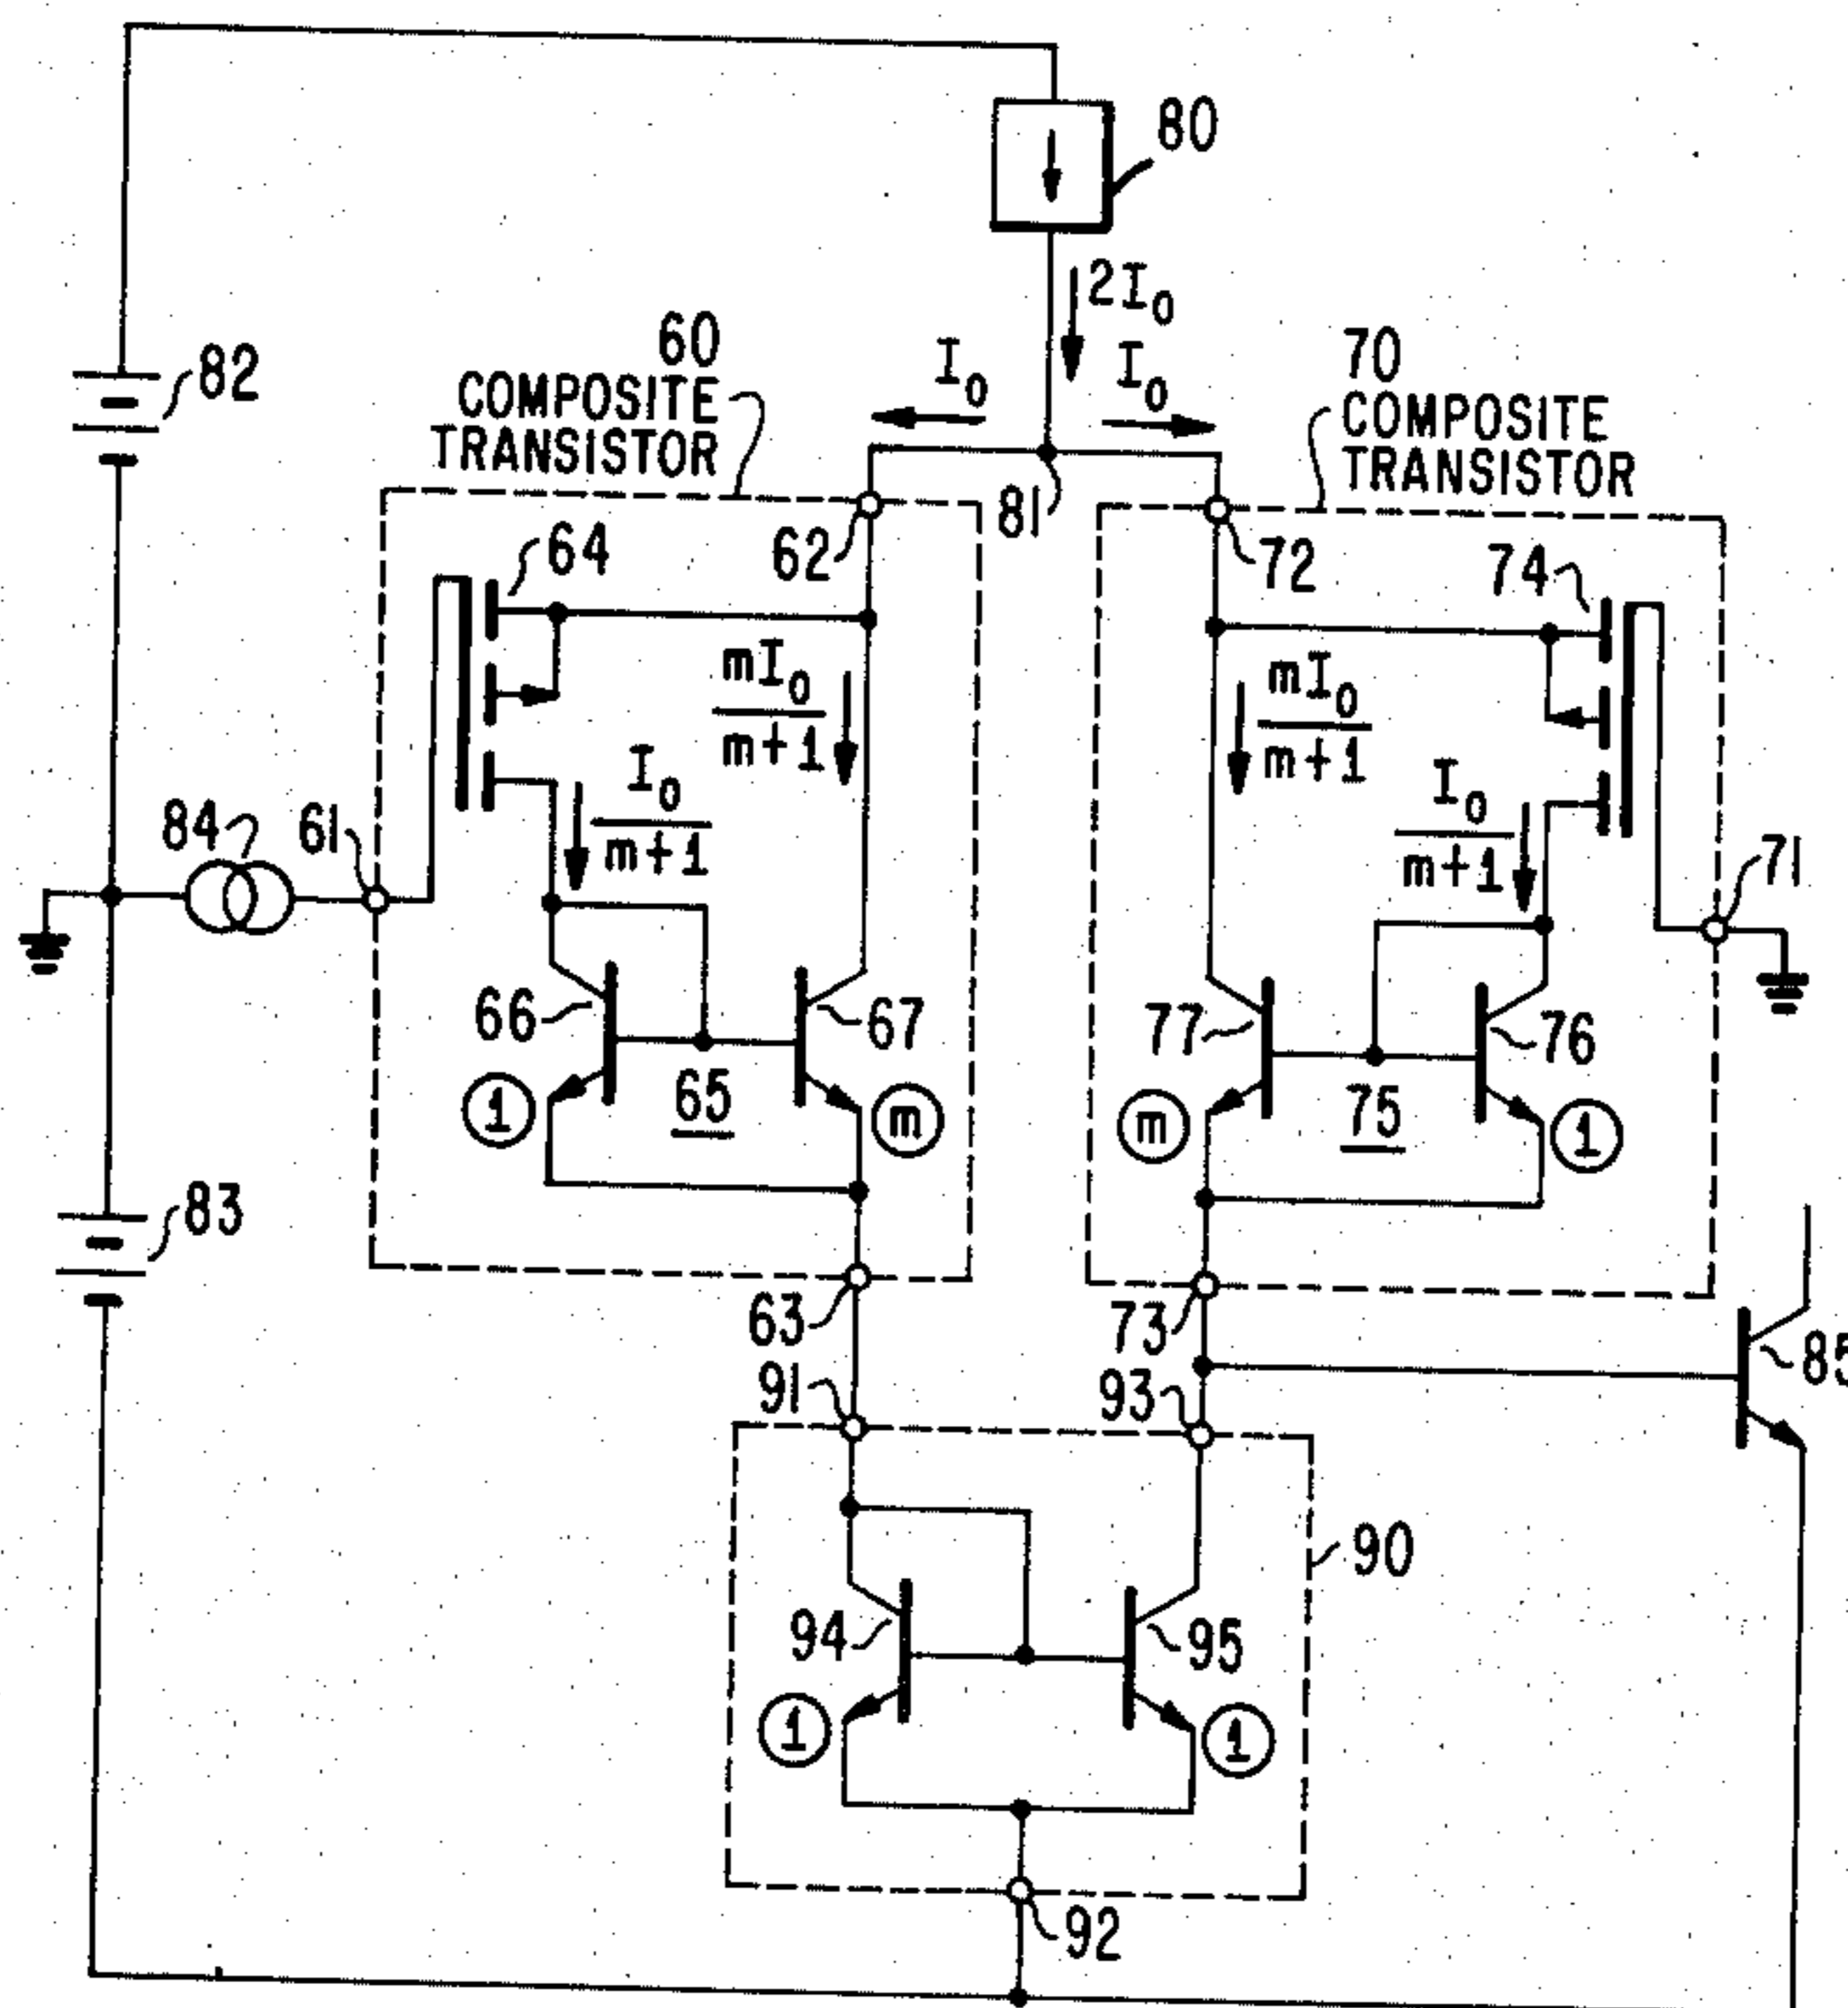 80
2I₀
I₀
I₀
60
COMPOSITE
TRANSISTOR
70
COMPOSITE
TRANSISTOR
82
62
81
72
64
74
mI₀
m+1
mI₀
m+1
I₀
m+1
I₀
m+1
84
61
71
66
67
77
76
1
65
m
m
75
1
83
63
73
85
91
93
90
94
95
1
1
92